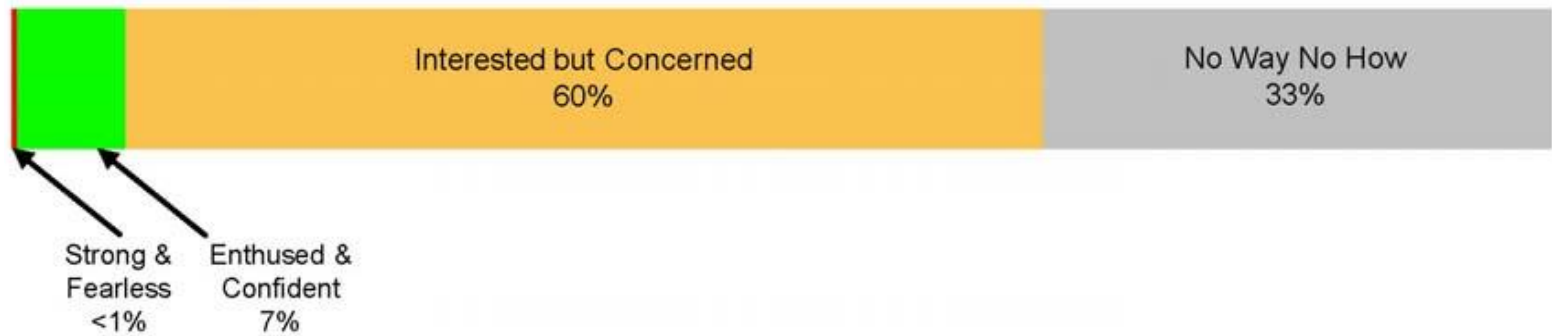 Interested but Concerned
60%
No Way No How
33%
Strong &
Fearless
<1%
Enthused &
Confident
7%